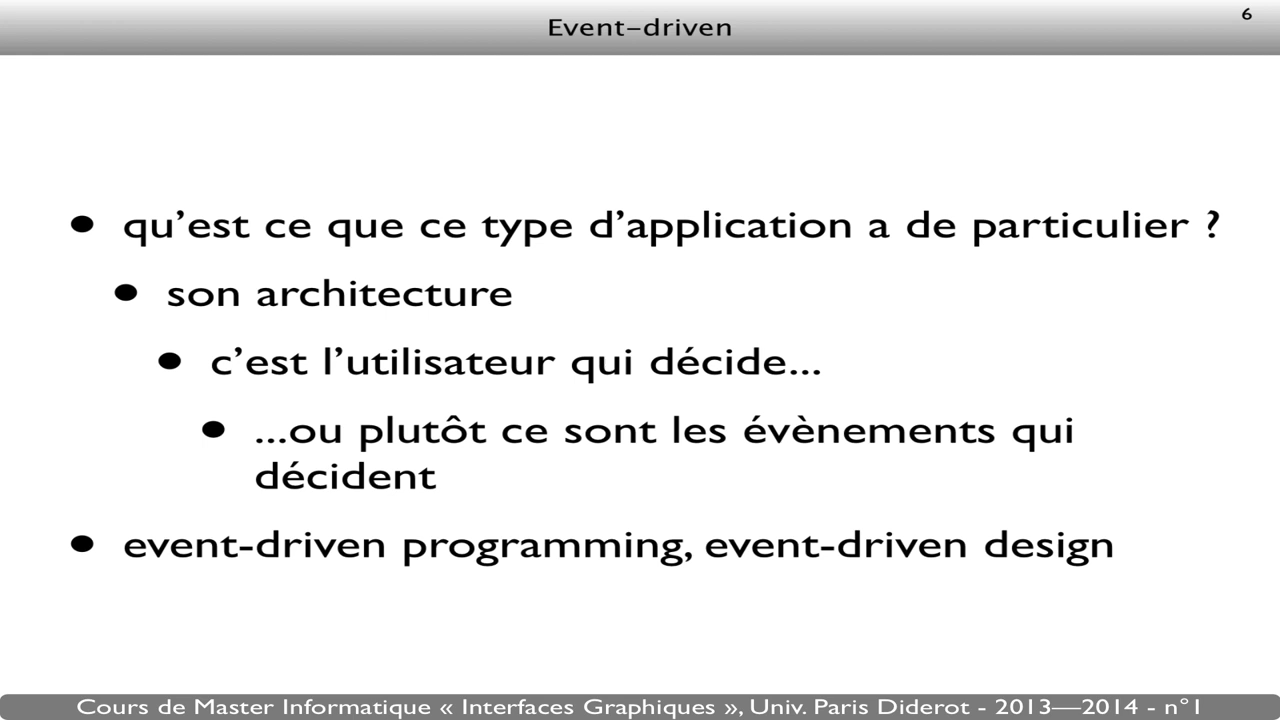 Event–driven
6
• qu’est ce que ce type d’application a de particulier ?
• son architecture
• c’est l’utilisateur qui décide...
• ...ou plutôt ce sont les évènements qui
décident
• event-driven programming, event-driven design
Cours de Master Informatique « Interfaces Graphiques », Univ. Paris Diderot - 2013—2014 - n°1